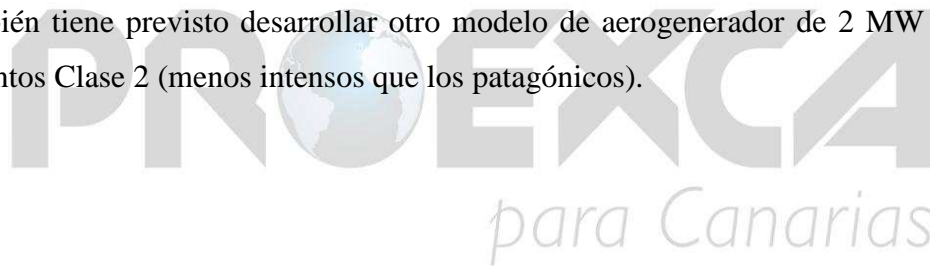 bién tiene previsto desarrollar otro modelo de aerogenerador de 2 MW
ntos Clase 2 (menos intensos que los patagónicos).
PROEXCA
para Canarias